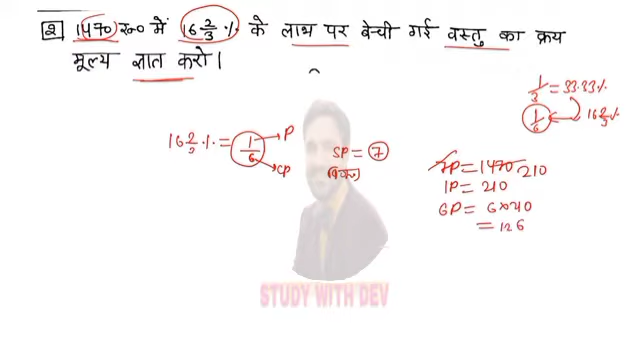 2 1470 रू० में 16 2/3 % के लाभ पर बेची गई वस्तु का क्रय
मूल्य ज्ञात करो ।
1/3 = 33.33%
1/6 16 2/3 %
16 2/3 % = 1/6 P
CP
SP = 7
7P = 1470 210
1P = 210
6P = 6×210
= 126
STUDY WITH DEV